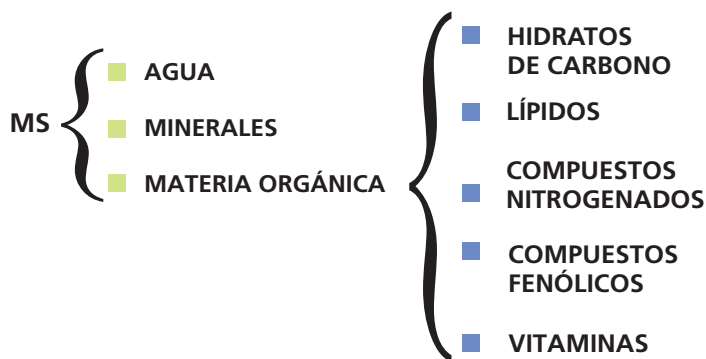 MS
AGUA
MINERALES
MATERIA ORGÁNICA
HIDRATOS
DE CARBONO
LÍPIDOS
COMPUESTOS
NITROGENADOS
COMPUESTOS
FENÓLICOS
VITAMINAS